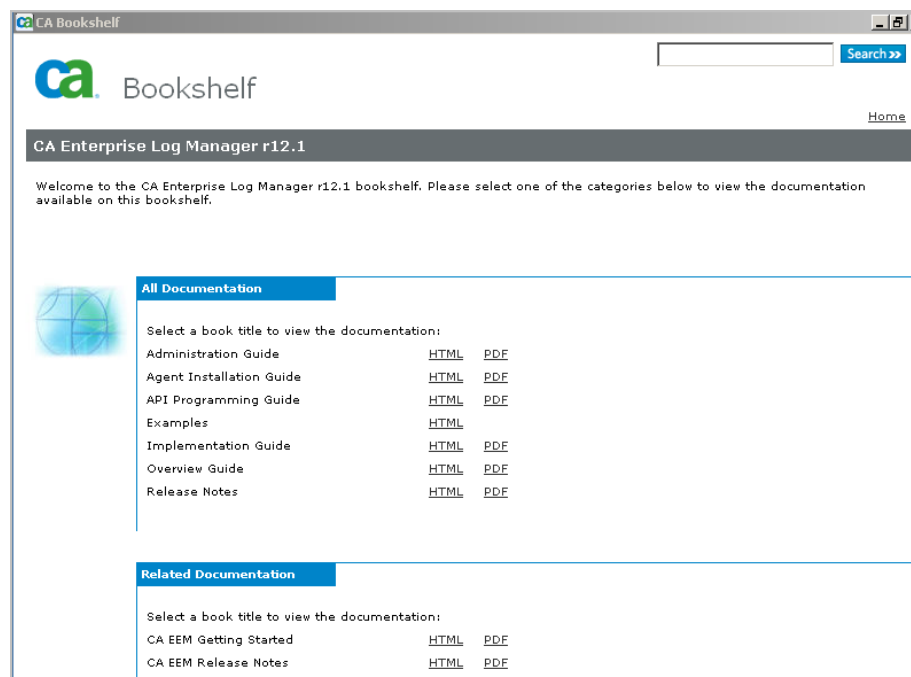 CA Bookshelf
Search
ca. Bookshelf
Home
CA Enterprise Log Manager r12.1
Welcome to the CA Enterprise Log Manager r12.1 bookshelf. Please select one of the categories below to view the documentation
available on this bookshelf.
All Documentation
Select a book title to view the documentation:
Administration Guide HTML PDF
Agent Installation Guide HTML PDF
API Programming Guide HTML PDF
Examples HTML
Implementation Guide HTML PDF
Overview Guide HTML PDF
Release Notes HTML PDF
Related Documentation
Select a book title to view the documentation:
CA EEM Getting Started HTML PDF
CA EEM Release Notes HTML PDF